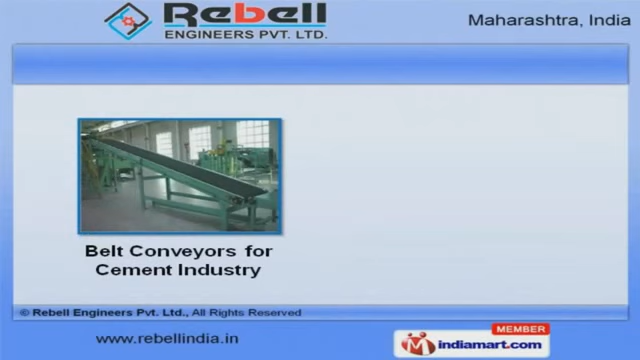 Rebell
ENGINEERS PVT. LTD.
Maharashtra, India
Belt Conveyors for
Cement Industry
© Rebell Engineers Pvt. Ltd., All Rights Reserved
www.rebellindia.in
MEMBER
indiamart.com